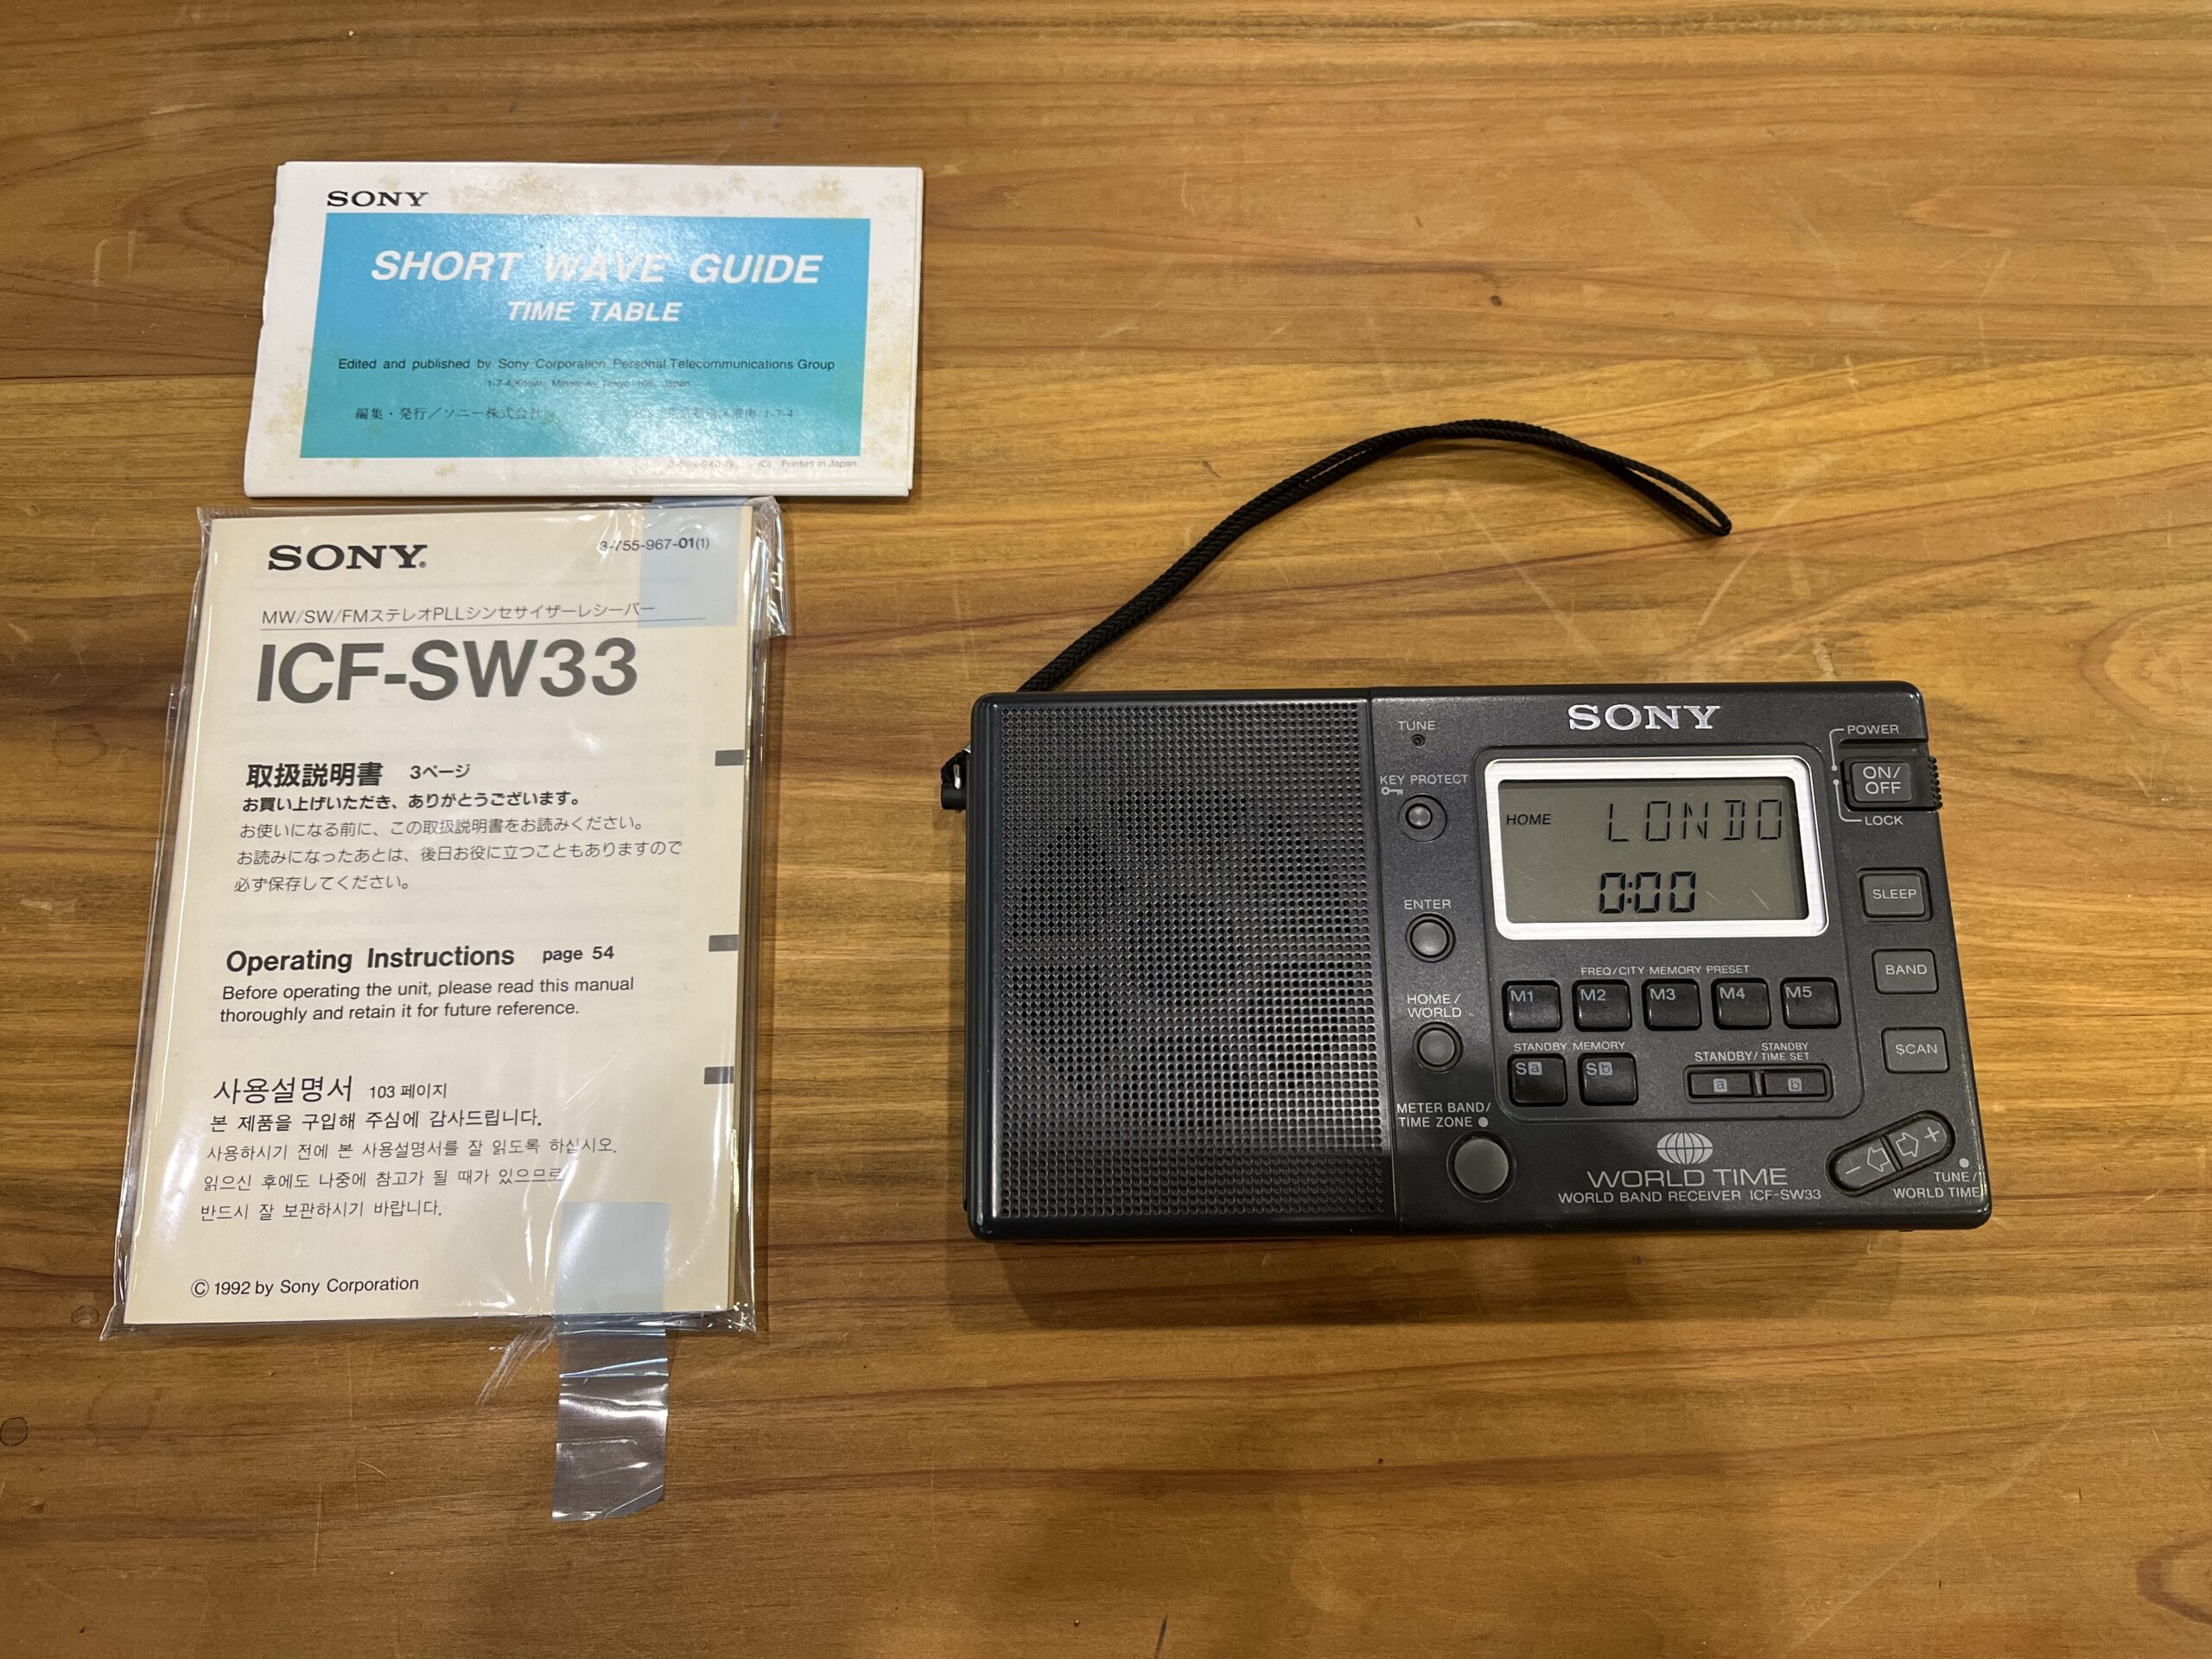 SONY
SHORT WAVE GUIDE
TIME TABLE
Edited and published by Sony Corporation Personal Telecommunications Group
1-7-4, Konan, Minato-ku, Tokyo 108, Japan
編集・発行/ソニー株式会社
港南 1-7-4
Printed in Japan
SONY®
3-755-967-01(1)
MW/SW/FMステレオPLLシンセサイザーレシーバー
ICF-SW33
取扱説明書 3ページ
お買い上げいただき、ありがとうございます。
お使いになる前に、この取扱説明書をお読みください。
お読みになったあとは、後日お役に立つこともありますので
必ず保存してください。
Operating Instructions page 54
Before operating the unit, please read this manual
thoroughly and retain it for future reference.
사용설명서 103 페이지
본 제품을 구입해 주심에 감사드립니다.
사용하시기 전에 본 사용설명서를 잘 읽도록 하십시오.
읽으신 후에도 나중에 참고가 될 때가 있으므로
반드시 잘 보관하시기 바랍니다.
© 1992 by Sony Corporation
TUNE
SONY
POWER
ON/
OFF
LOCK
KEY PROTECT
HOME LONDO
0:00
SLEEP
ENTER
BAND
FREQ/CITY MEMORY PRESET
M1 M2 M3 M4 M5
HOME/
WORLD
SCAN
STANDBY MEMORY
Sa Sb
STANDBY/ STANDBY TIME SET
a b
METER BAND/
TIME ZONE
− +
TUNE/
WORLD TIME
WORLD TIME
WORLD BAND RECEIVER ICF-SW33